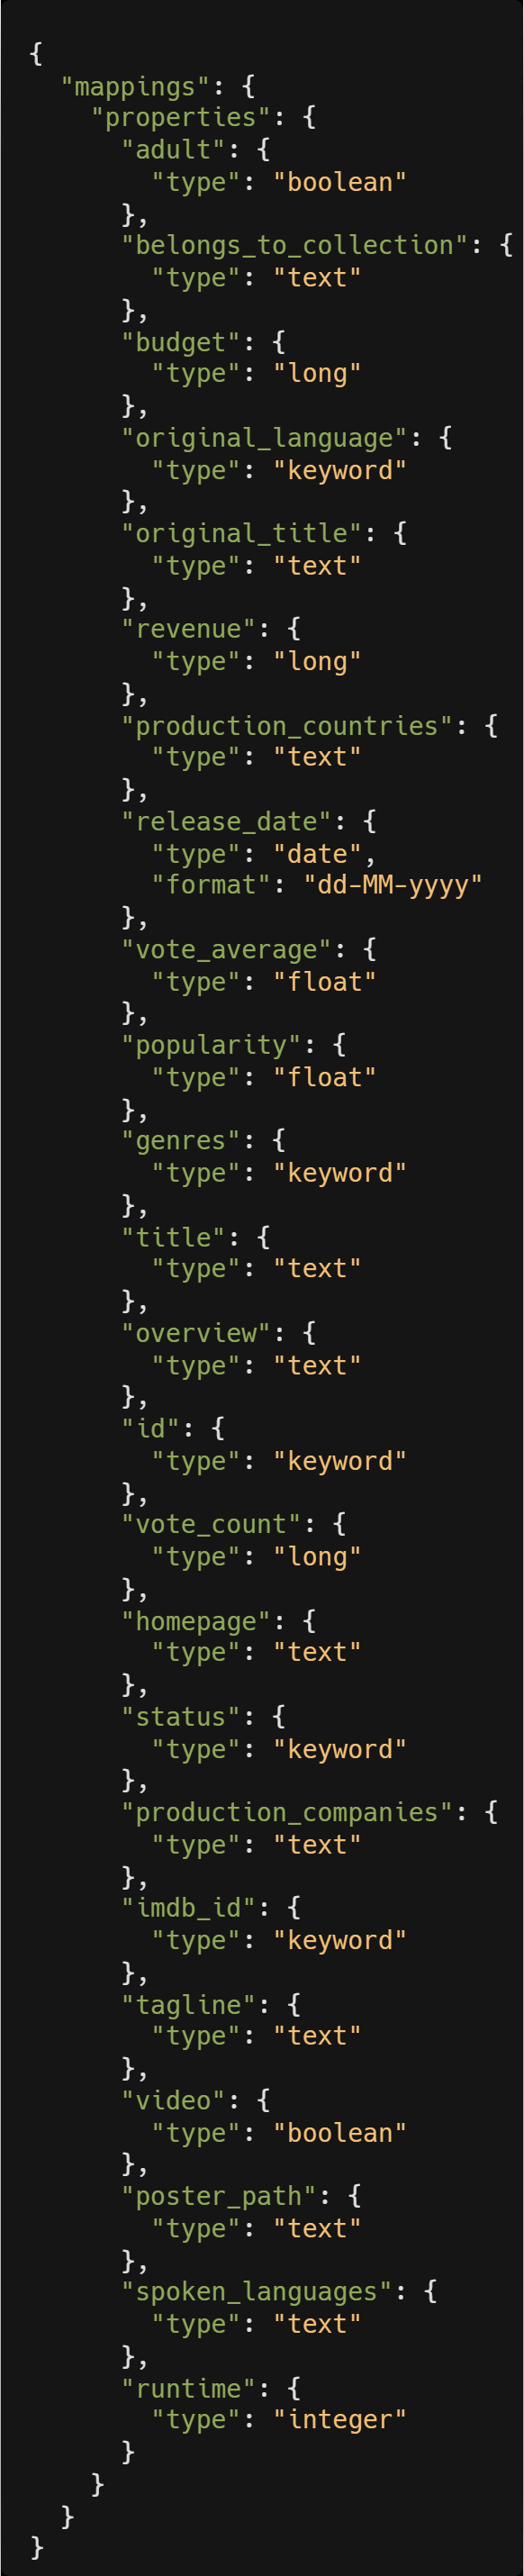 {
  "mappings": {
    "properties": {
      "adult": {
        "type": "boolean"
      },
      "belongs_to_collection": {
        "type": "text"
      },
      "budget": {
        "type": "long"
      },
      "original_language": {
        "type": "keyword"
      },
      "original_title": {
        "type": "text"
      },
      "revenue": {
        "type": "long"
      },
      "production_countries": {
        "type": "text"
      },
      "release_date": {
        "type": "date",
        "format": "dd-MM-yyyy"
      },
      "vote_average": {
        "type": "float"
      },
      "popularity": {
        "type": "float"
      },
      "genres": {
        "type": "keyword"
      },
      "title": {
        "type": "text"
      },
      "overview": {
        "type": "text"
      },
      "id": {
        "type": "keyword"
      },
      "vote_count": {
        "type": "long"
      },
      "homepage": {
        "type": "text"
      },
      "status": {
        "type": "keyword"
      },
      "production_companies": {
        "type": "text"
      },
      "imdb_id": {
        "type": "keyword"
      },
      "tagline": {
        "type": "text"
      },
      "video": {
        "type": "boolean"
      },
      "poster_path": {
        "type": "text"
      },
      "spoken_languages": {
        "type": "text"
      },
      "runtime": {
        "type": "integer"
      }
    }
  }
}